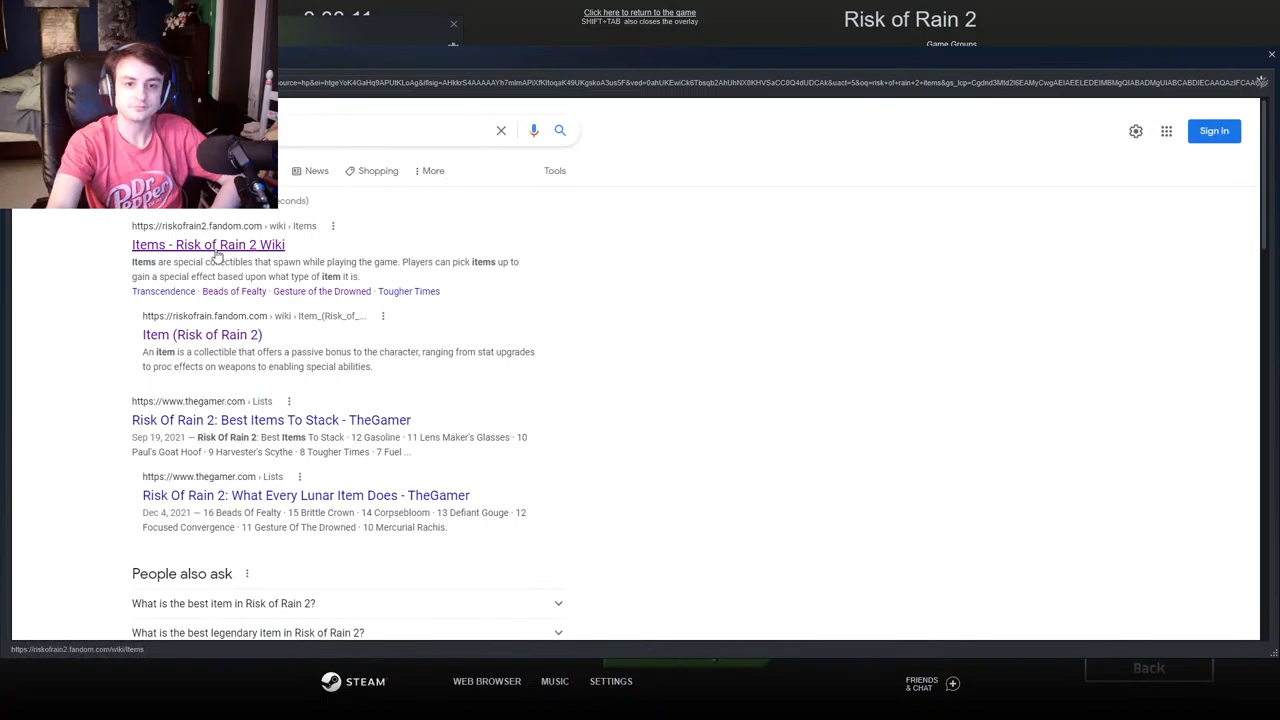 Click here to return to the game
SHIFT+TAB also closes the overlay
Risk of Rain 2
Game Groups
Sign in
News
Shopping
More
Tools
econds)
https://riskofrain2.fandom.com › wiki › Items
Items - Risk of Rain 2 Wiki
Items are special collectibles that spawn while playing the game. Players can pick items up to
gain a special effect based upon what type of item it is.
Transcendence · Beads of Fealty · Gesture of the Drowned · Tougher Times
https://riskofrain.fandom.com › wiki › Item_(Risk_of_...
Item (Risk of Rain 2)
An item is a collectible that offers a passive bonus to the character, ranging from stat upgrades
to proc effects on weapons to enabling special abilities.
https://www.thegamer.com › Lists
Risk Of Rain 2: Best Items To Stack - TheGamer
Sep 19, 2021 — Risk Of Rain 2: Best Items To Stack · 12 Gasoline · 11 Lens Maker's Glasses · 10
Paul's Goat Hoof · 9 Harvester's Scythe · 8 Tougher Times · 7 Fuel ...
https://www.thegamer.com › Lists
Risk Of Rain 2: What Every Lunar Item Does - TheGamer
Dec 4, 2021 — 16 Beads Of Fealty · 15 Brittle Crown · 14 Corpsebloom · 13 Defiant Gouge · 12
Focused Convergence · 11 Gesture Of The Drowned · 10 Mercurial Rachis.
People also ask
What is the best item in Risk of Rain 2?
What is the best legendary item in Risk of Rain 2?
https://riskofrain2.fandom.com/wiki/Items
Back
STEAM
WEB BROWSER
MUSIC
SETTINGS
FRIENDS
& CHAT
Dr
Pepper